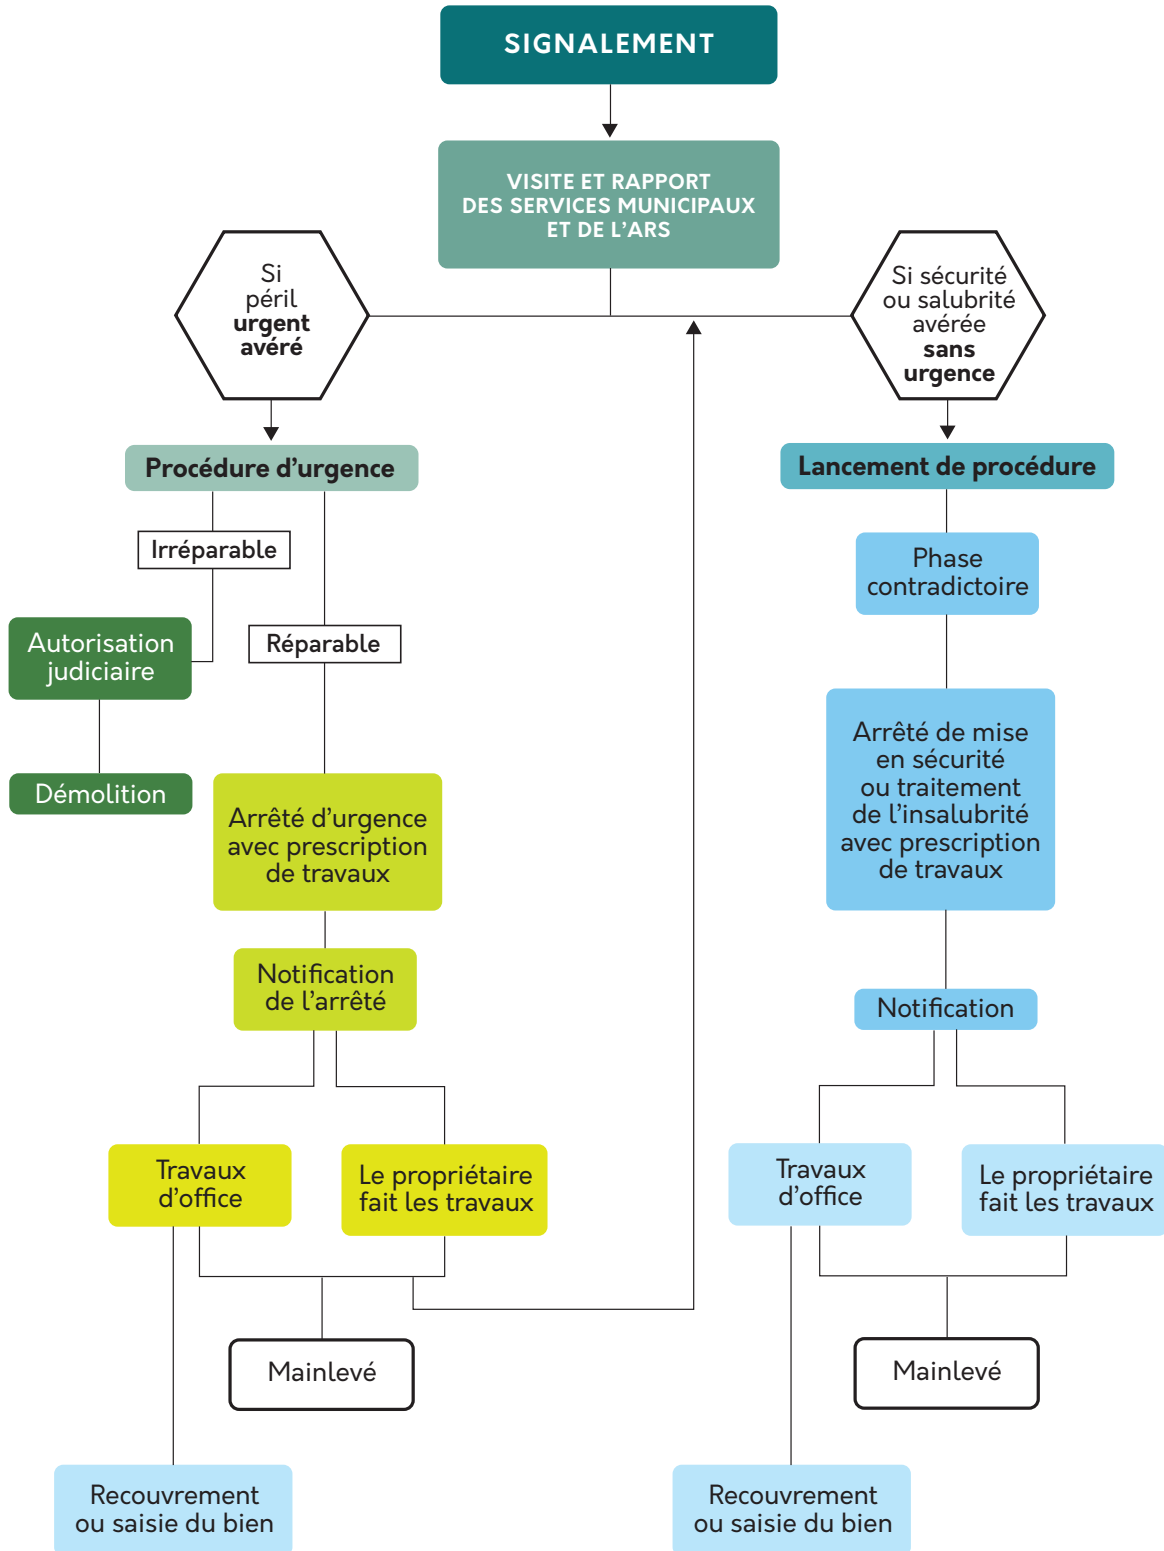 SIGNALEMENT
VISITE ET RAPPORT
DES SERVICES MUNICIPAUX
ET DE L'ARS
Si
péril
urgent
avéré
Si sécurité
ou salubrité
avérée
sans
urgence
Procédure d'urgence
Irréparable
Autorisation
judiciaire
Démolition
Réparable
Arrêté d'urgence
avec prescription
de travaux
Notification
de l'arrêté
Travaux
d'office
Le propriétaire
fait les travaux
Mainlevé
Recouvrement
ou saisie du bien
Lancement de procédure
Phase
contradictoire
Arrêté de mise
en sécurité
ou traitement
de l'insalubrité
avec prescription
de travaux
Notification
Travaux
d'office
Le propriétaire
fait les travaux
Mainlevé
Recouvrement
ou saisie du bien